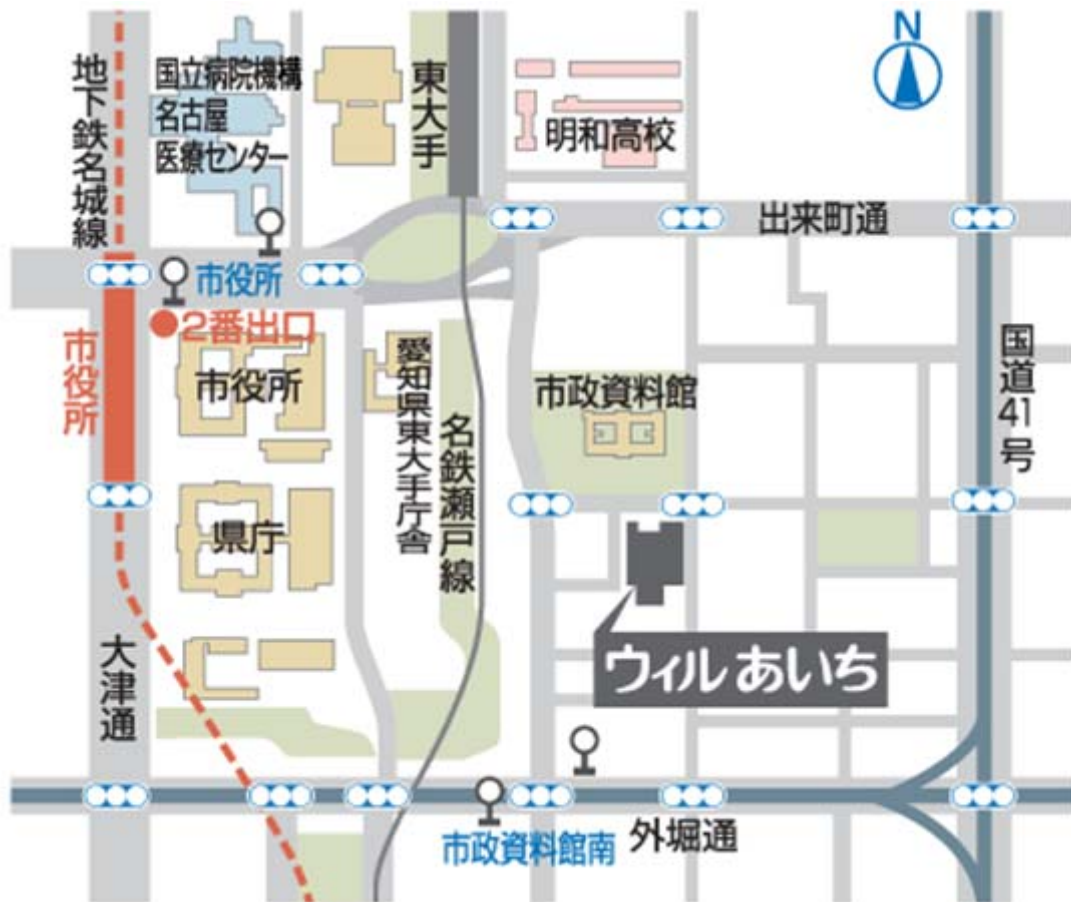 N
地下鉄名城線
国立病院機構
名古屋
医療センター
東大手
明和高校
出来町通
市役所
2番出口
市役所
市役所
愛知県東大手庁舎
名鉄瀬戸線
市政資料館
国道41号
県庁
大津通
ウィルあいち
市政資料館南
外堀通